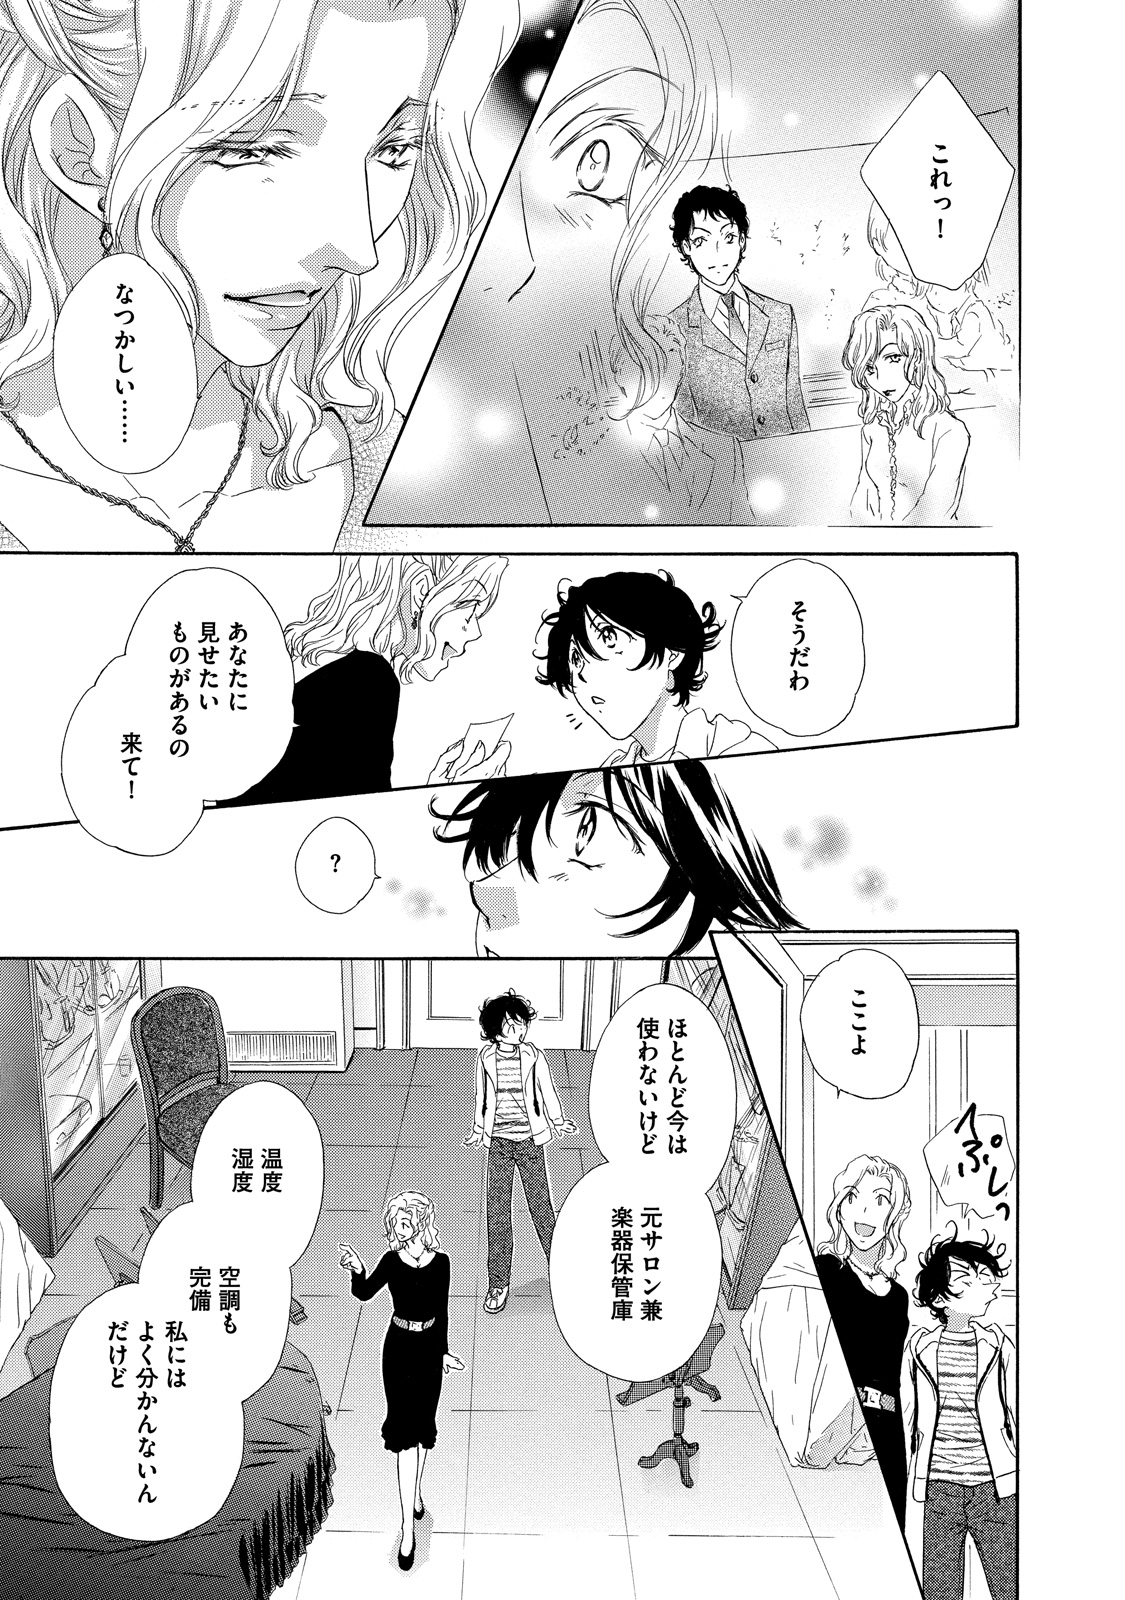 これっ！
なつかしい……
そうだわ
あなたに
見せたい
ものがあるの
来て！
？
ここよ
へぷしっ
ほとんど今は
使わないけど
元サロン兼
楽器保管庫
温度
湿度
空調も
完備
私には
よく分かんないん
だけど